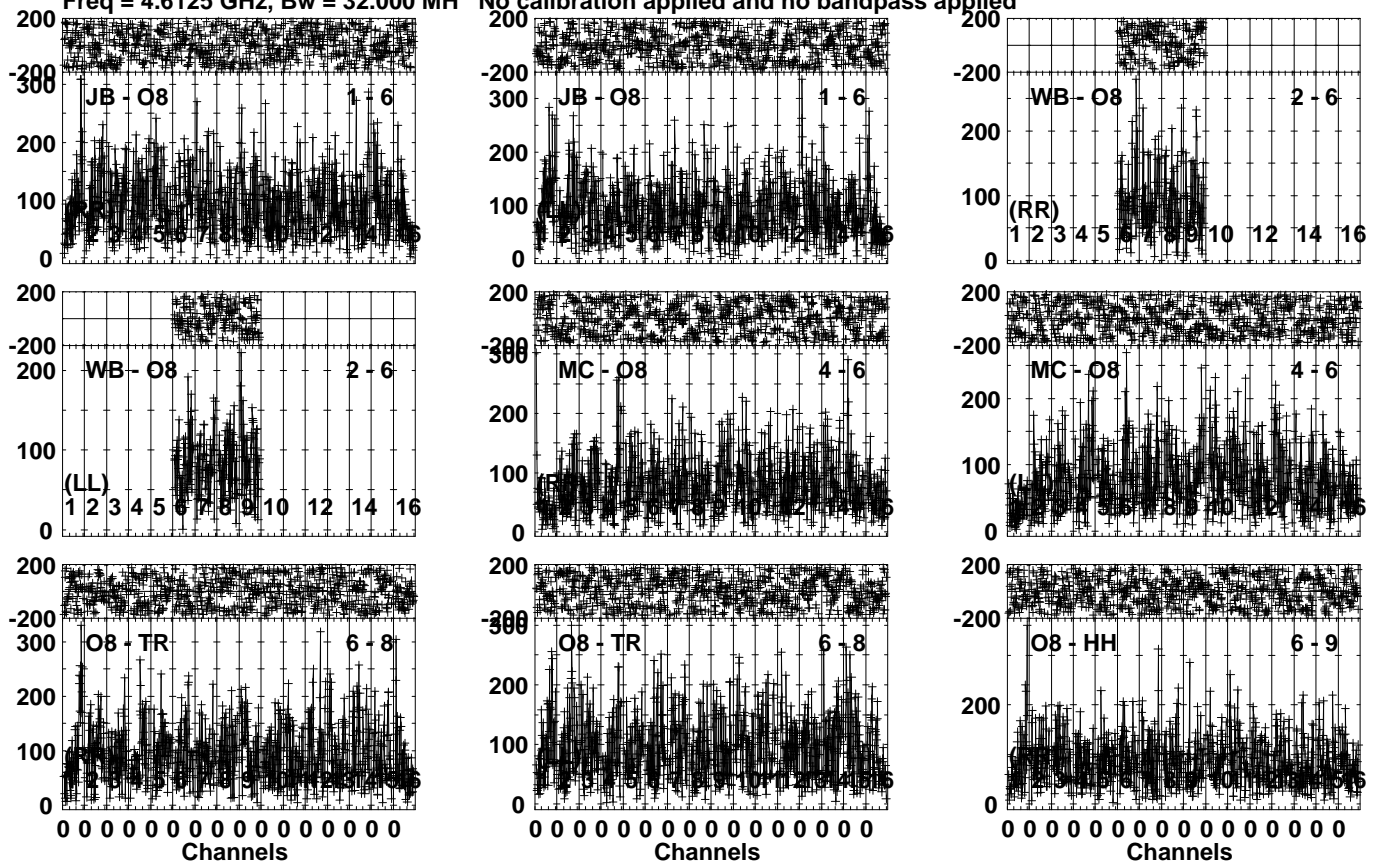 Freq = 4.6125 GHz, Bw = 32.000 MH No calibration applied and no bandpass applied
200 200 200
-200 -200 -200
300 JB - O8 1 - 6 300 JB - O8 1 - 6 WB - O8 2 - 6
200 200 200
100 100 100 (RR)
1 2 3 4 5 6 7 8 9 10 12 14 16
0 0 0
200 200 200
-200 -200 -200
200 WB - O8 2 - 6 300 MC - O8 4 - 6 MC - O8 4 - 6
200 200
100 100 100
(LL)
1 2 3 4 5 6 7 8 9 10 12 14 16
0 0 0
200 200 200
-200 -200 -200
300 O8 - TR 6 - 8 300 O8 - TR 6 - 8 O8 - HH 6 - 9
200 200 200
100 100
0 0 0
0 0 0 0 0 0 0 0 0 0 0 0 0 0 0 0 0 0 0 0 0 0 0 0 0 0 0 0 0 0 0 0 0 0 0 0 0 0 0 0 0 0 0 0 0 0 0 0
Channels Channels Channels